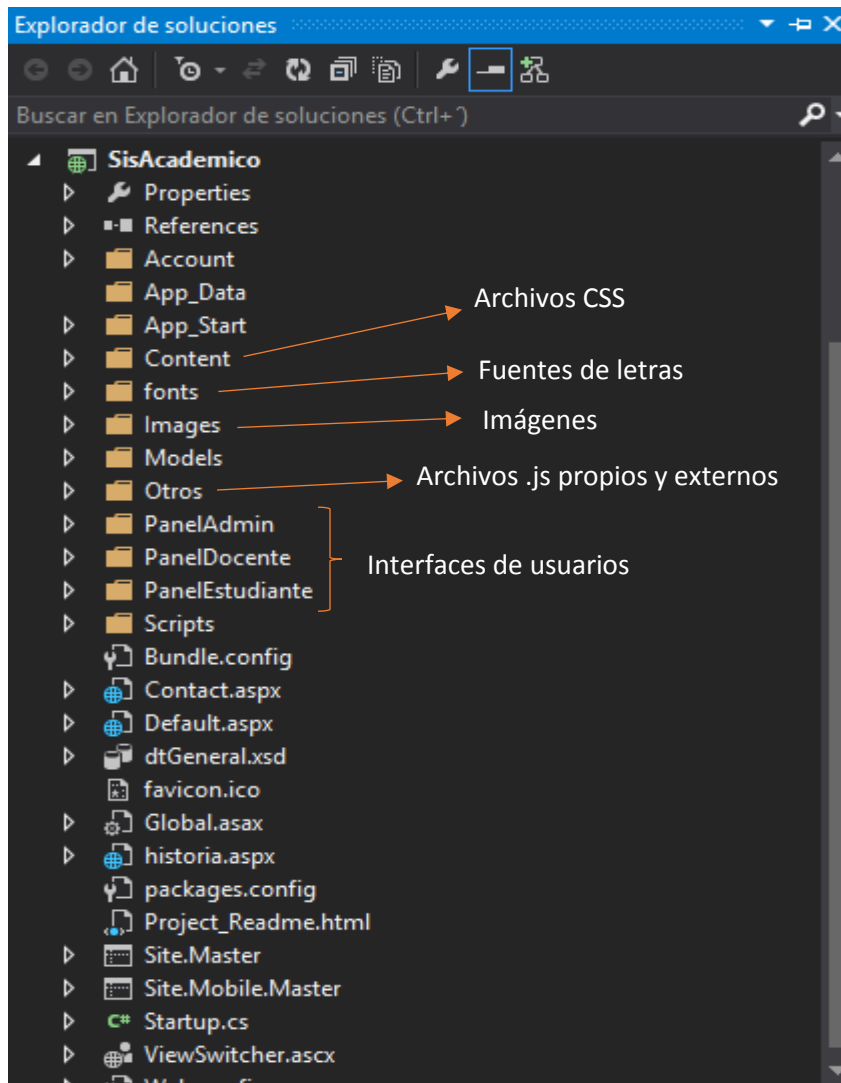 Explorador de soluciones
Buscar en Explorador de soluciones (Ctrl+´)
SisAcademico
Properties
References
Account
App_Data
Archivos CSS
App_Start
Content
Fuentes de letras
fonts
Imágenes
Images
Models
Archivos .js propios y externos
Otros
PanelAdmin
PanelDocente
Interfaces de usuarios
PanelEstudiante
Scripts
Bundle.config
Contact.aspx
Default.aspx
dtGeneral.xsd
favicon.ico
Global.asax
historia.aspx
packages.config
Project_Readme.html
Site.Master
Site.Mobile.Master
C# Startup.cs
ViewSwitcher.ascx